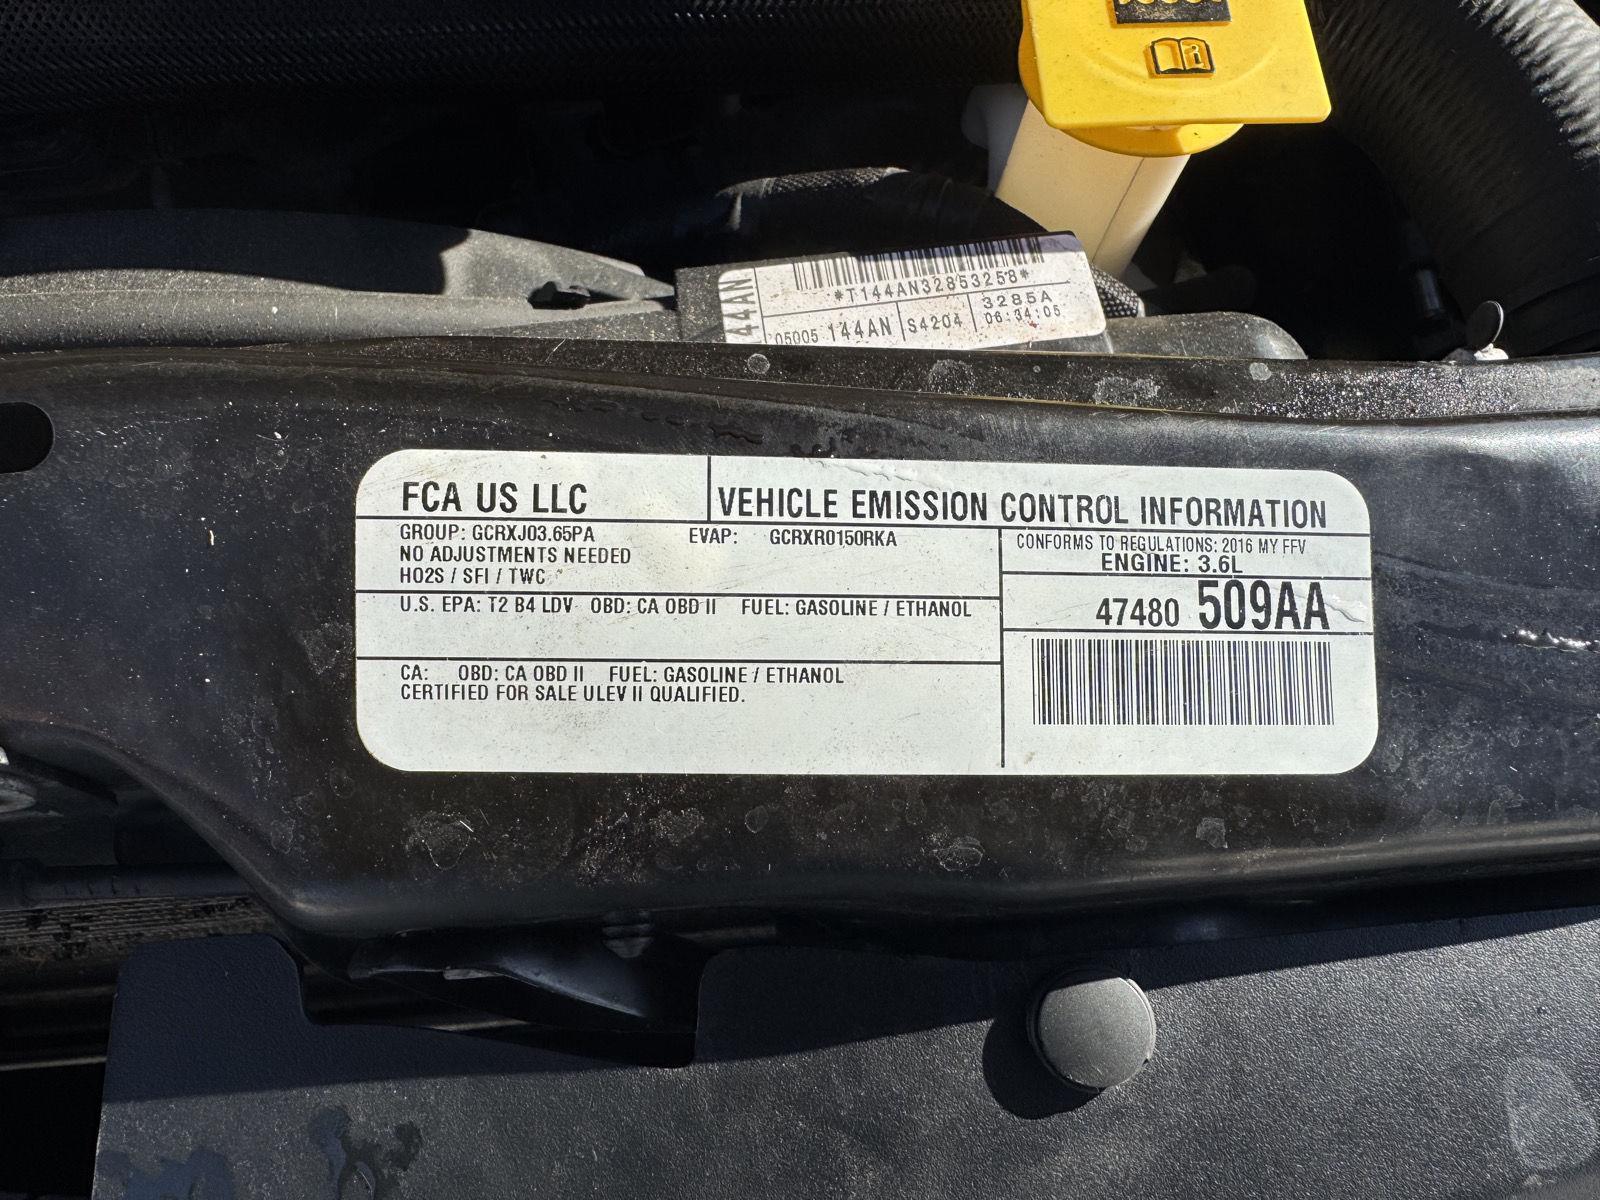 44AN
*T144AN32853258*
05005 144AN
S4204
3285A
06:34:05
FCA US LLC
VEHICLE EMISSION CONTROL INFORMATION
GROUP: GCRXJ03.65PA EVAP: GCRXR0150RKA
NO ADJUSTMENTS NEEDED
HO2S / SFI / TWC
CONFORMS TO REGULATIONS: 2016 MY FFV
ENGINE: 3.6L
U.S. EPA: T2 B4 LDV OBD: CA OBD II FUEL: GASOLINE / ETHANOL
47480 509AA
CA: OBD: CA OBD II FUEL: GASOLINE / ETHANOL
CERTIFIED FOR SALE ULEV II QUALIFIED.